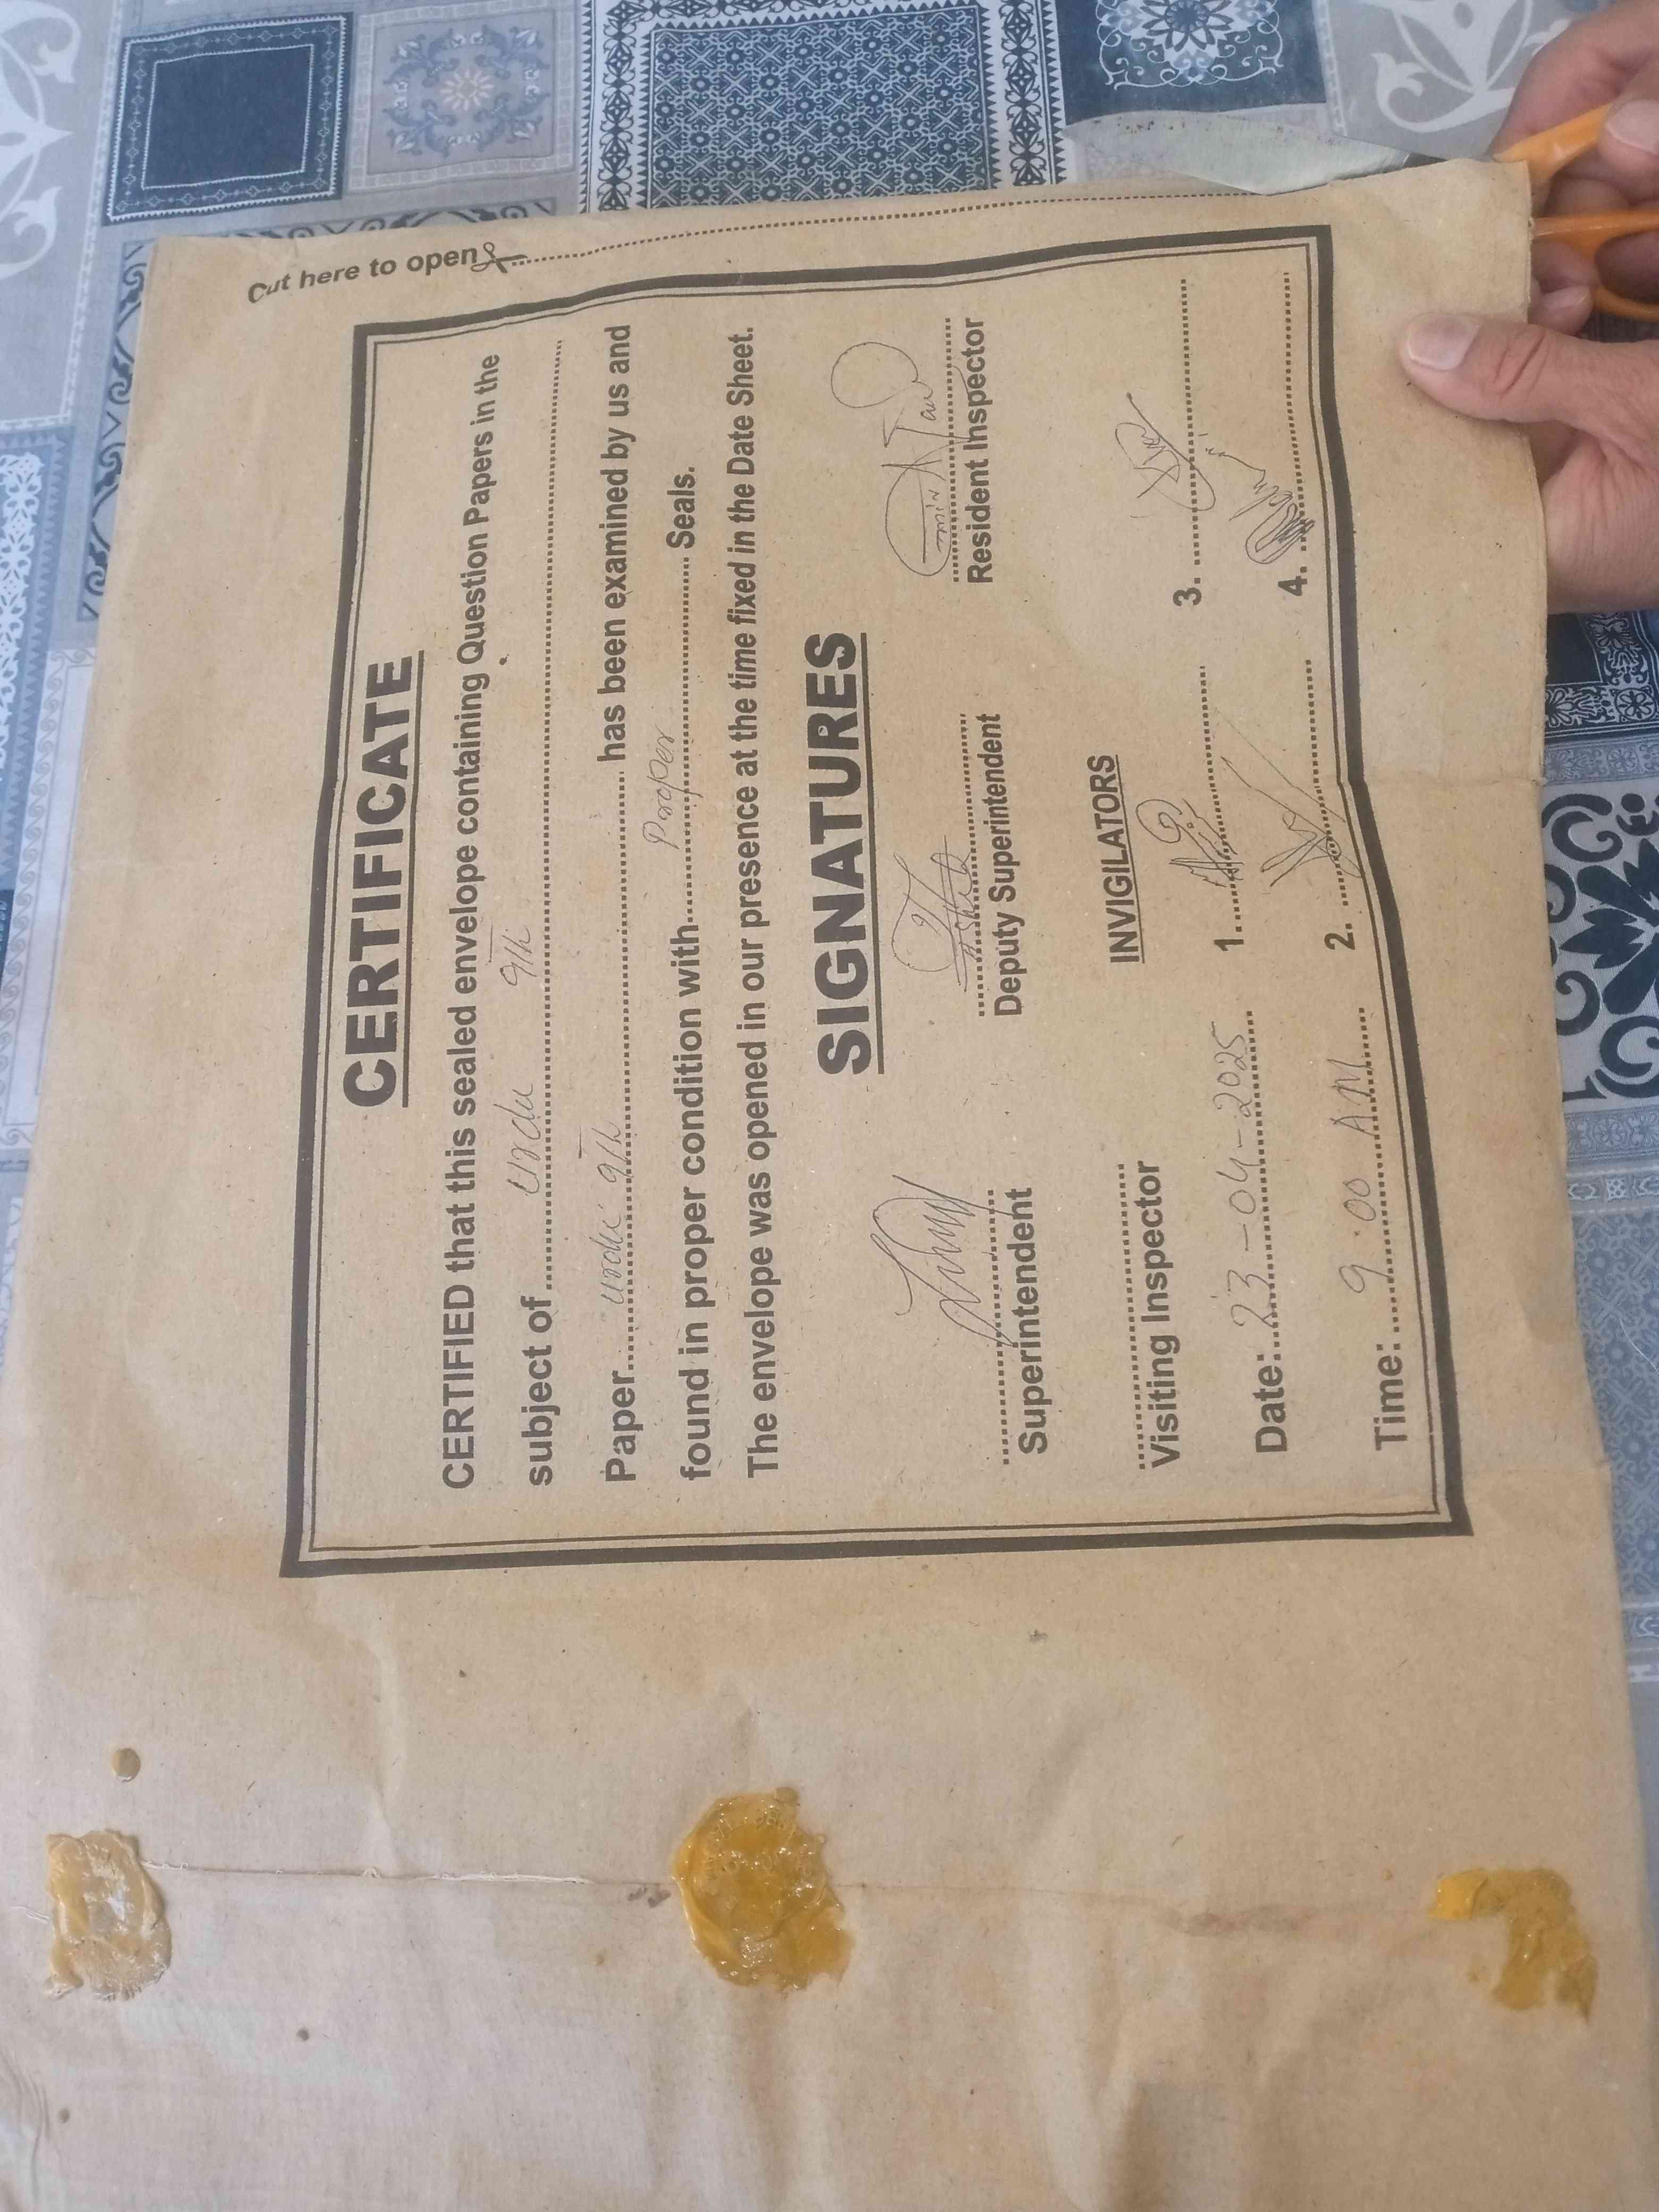 Cut here to open
CERTIFICATE
CERTIFIED that this sealed envelope containing Question Papers in the
subject of urdu 9th
Paper urdu 9th has been examined by us and
found in proper condition with Proper Seals.
The envelope was opened in our presence at the time fixed in the Date Sheet.
SIGNATURES
Superintendent Deputy Superintendent Resident Inspector
INVIGILATORS
Visiting Inspector
1. 3.
Date: 23-04-2025
2. 4.
Time: 9:00 AM